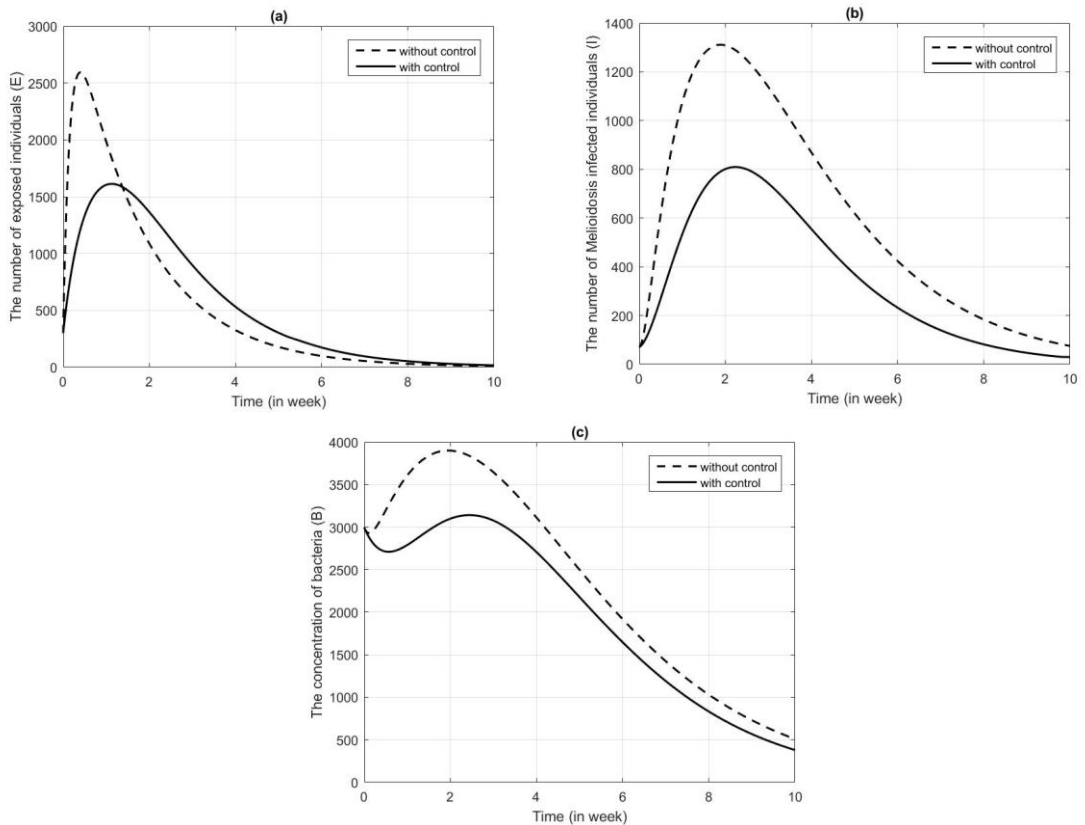 (a)
The number of exposed individuals (E)
3000
2500
2000
1500
1000
500
0
0 2 4 6 8 10
Time (in week)
without control
with control
(b)
The number of Melioidosis infected individuals (I)
1400
1200
1000
800
600
400
200
0
0 2 4 6 8 10
Time (in week)
without control
with control
(c)
The concentration of bacteria (B)
4000
3500
3000
2500
2000
1500
1000
500
0
0 2 4 6 8 10
Time (in week)
without control
with control